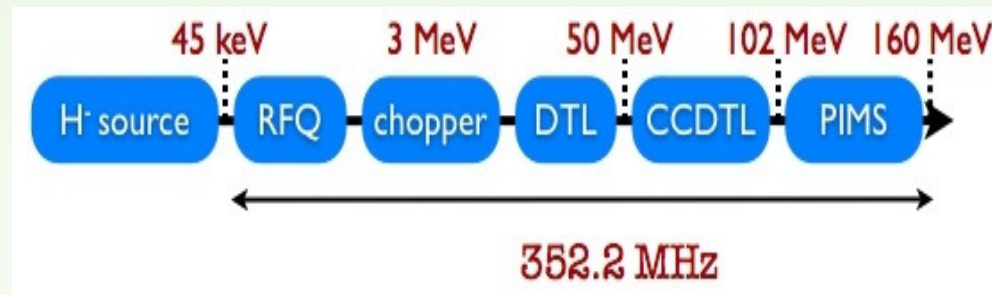 45 keV 3 MeV 50 MeV 102 MeV 160 MeV
H⁻ source RFQ chopper DTL CCDTL PIMS
352.2 MHz